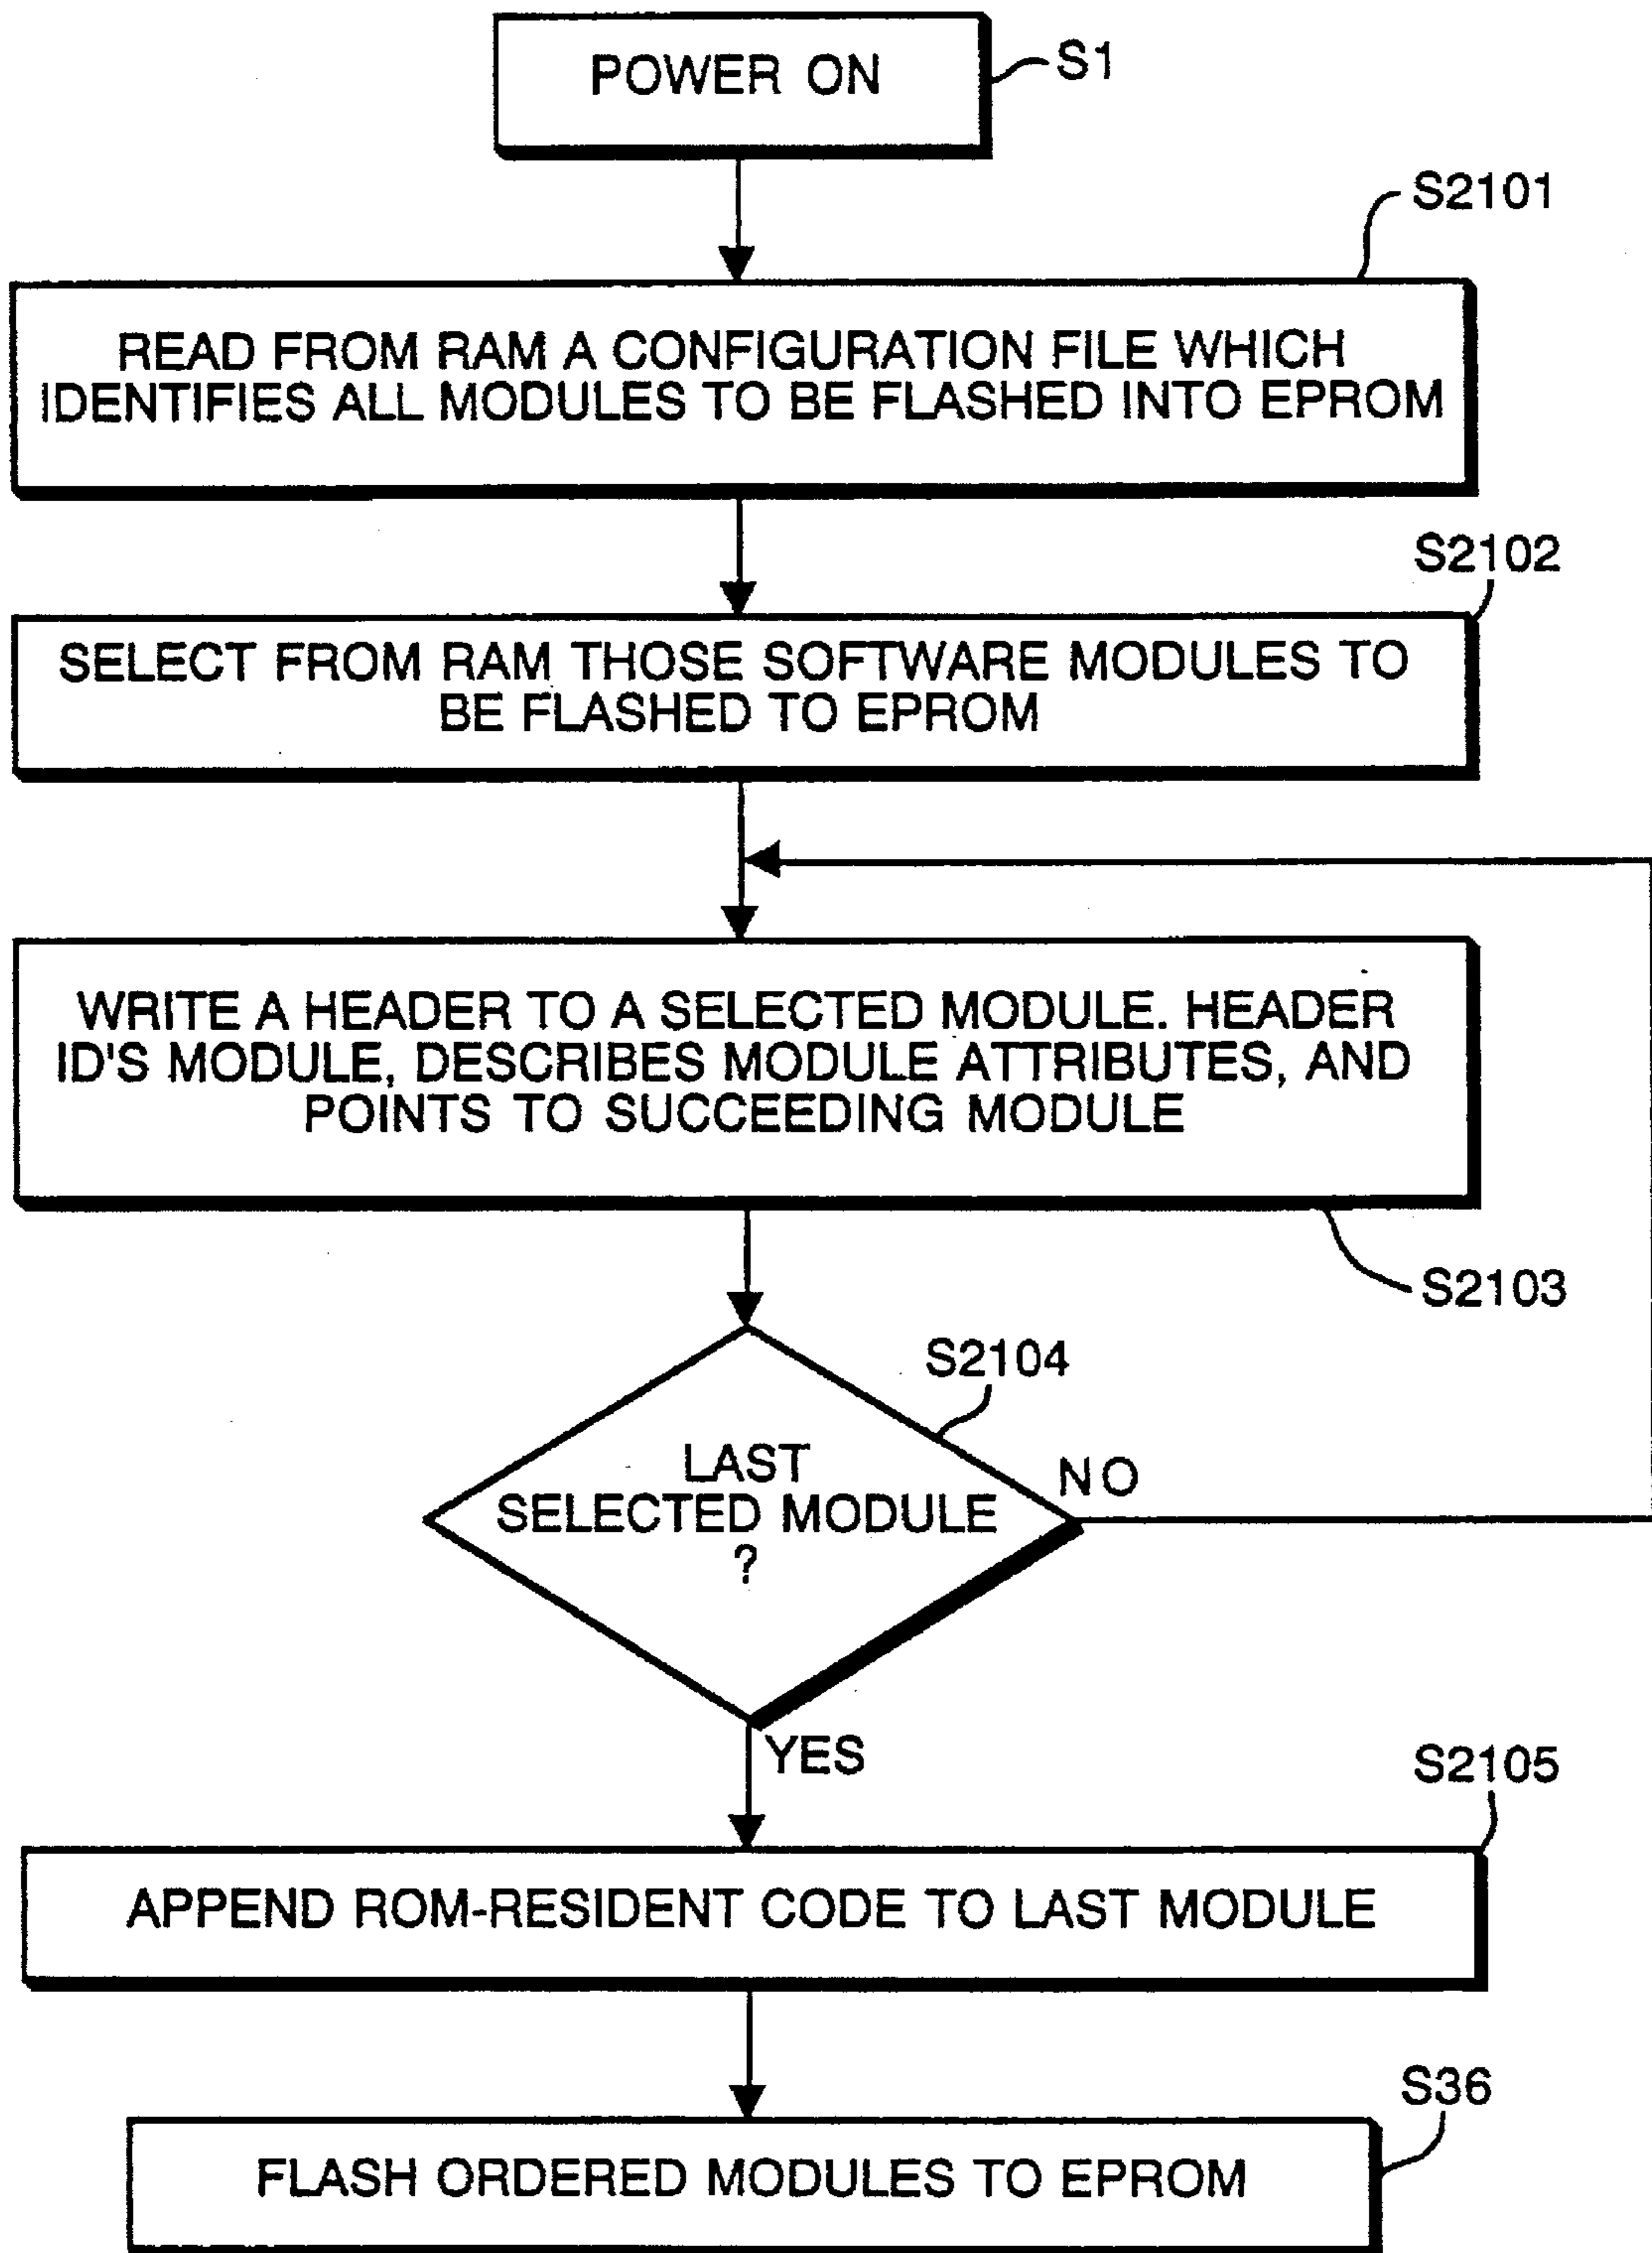 POWER ON
S1
S2101
READ FROM RAM A CONFIGURATION FILE WHICH
IDENTIFIES ALL MODULES TO BE FLASHED INTO EPROM
S2102
SELECT FROM RAM THOSE SOFTWARE MODULES TO
BE FLASHED TO EPROM
WRITE A HEADER TO A SELECTED MODULE. HEADER
ID'S MODULE, DESCRIBES MODULE ATTRIBUTES, AND
POINTS TO SUCCEEDING MODULE
S2103
S2104
LAST
SELECTED MODULE
?
NO
YES
S2105
APPEND ROM-RESIDENT CODE TO LAST MODULE
S36
FLASH ORDERED MODULES TO EPROM